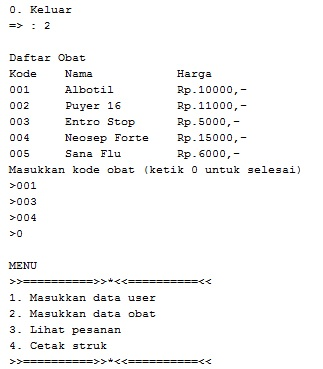 0. Keluar
=> : 2
Daftar Obat
Kode Nama Harga
001 Albotil Rp.10000,-
002 Puyer 16 Rp.11000,-
003 Entro Stop Rp.5000,-
004 Neosep Forte Rp.15000,-
005 Sana Flu Rp.6000,-
Masukkan kode obat (ketik 0 untuk selesai)
>001
>003
>004
>0
MENU
>>==========>>*<<==========<<
1. Masukkan data user
2. Masukkan data obat
3. Lihat pesanan
4. Cetak struk
>>==========>>*<<==========<<